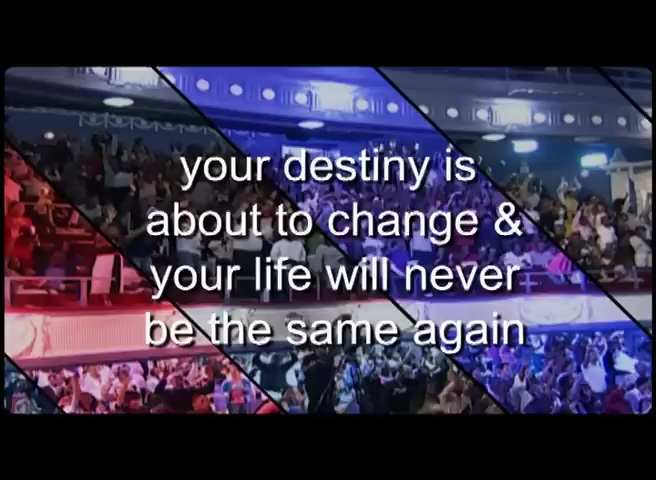 your destiny is
about to change &
your life will never
be the same again